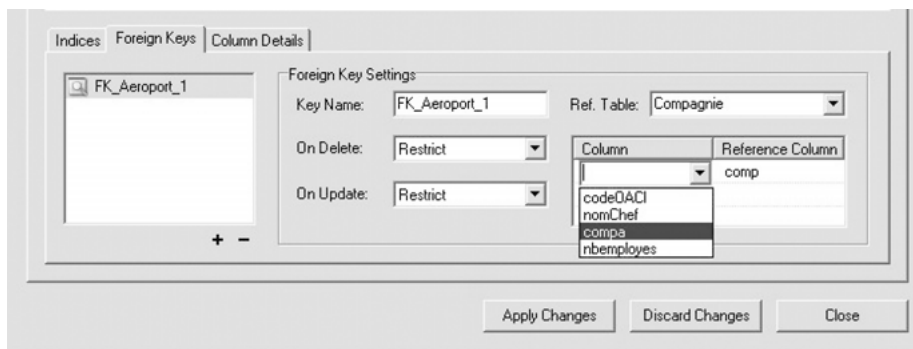 Indices Foreign Keys Column Details
FK_Aeroport_1
Foreign Key Settings
Key Name: FK_Aeroport_1 Ref. Table: Compagnie
On Delete: Restrict
On Update: Restrict
Column Reference Column
comp
codeOACI
nomChef
compa
nbemployes
+ −
Apply Changes Discard Changes Close